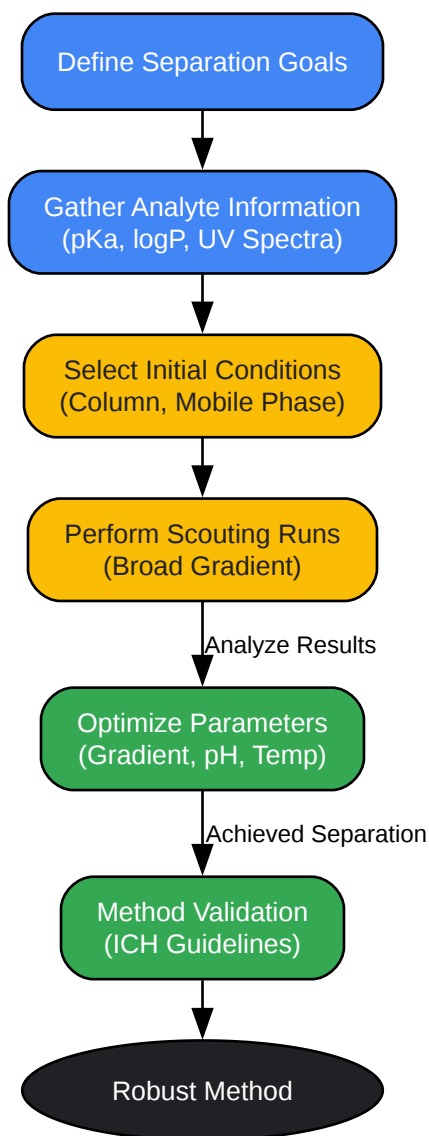 Define Separation Goals
Gather Analyte Information
(pKa, logP, UV Spectra)
Select Initial Conditions
(Column, Mobile Phase)
Perform Scouting Runs
(Broad Gradient)
Analyze Results
Optimize Parameters
(Gradient, pH, Temp)
Achieved Separation
Method Validation
(ICH Guidelines)
Robust Method